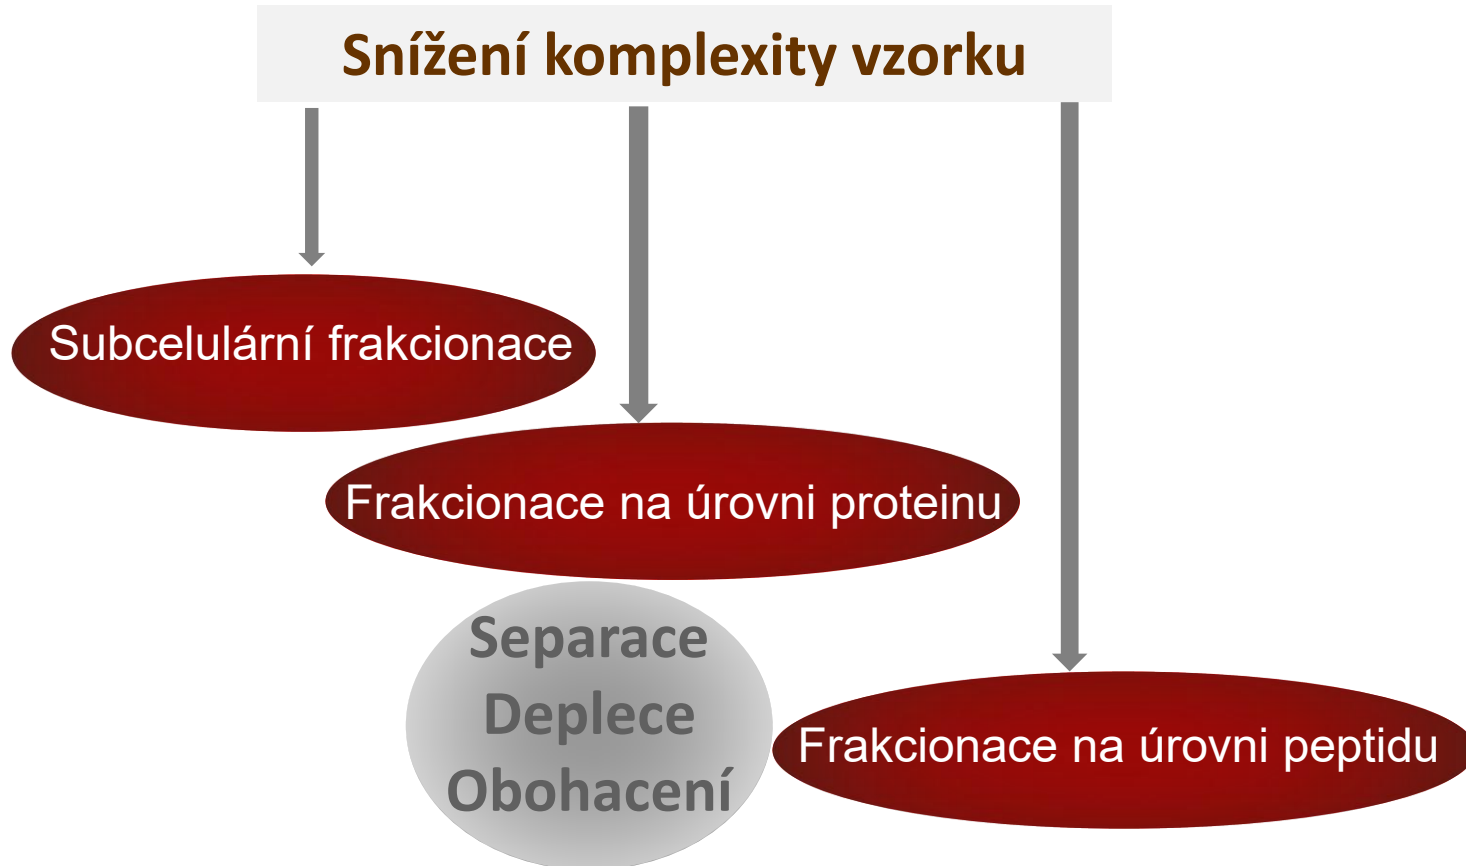 Snížení komplexity vzorku
Subcelulární frakcionace
Frakcionace na úrovni proteinu
Separace
Deplece
Obohacení
Frakcionace na úrovni peptidu